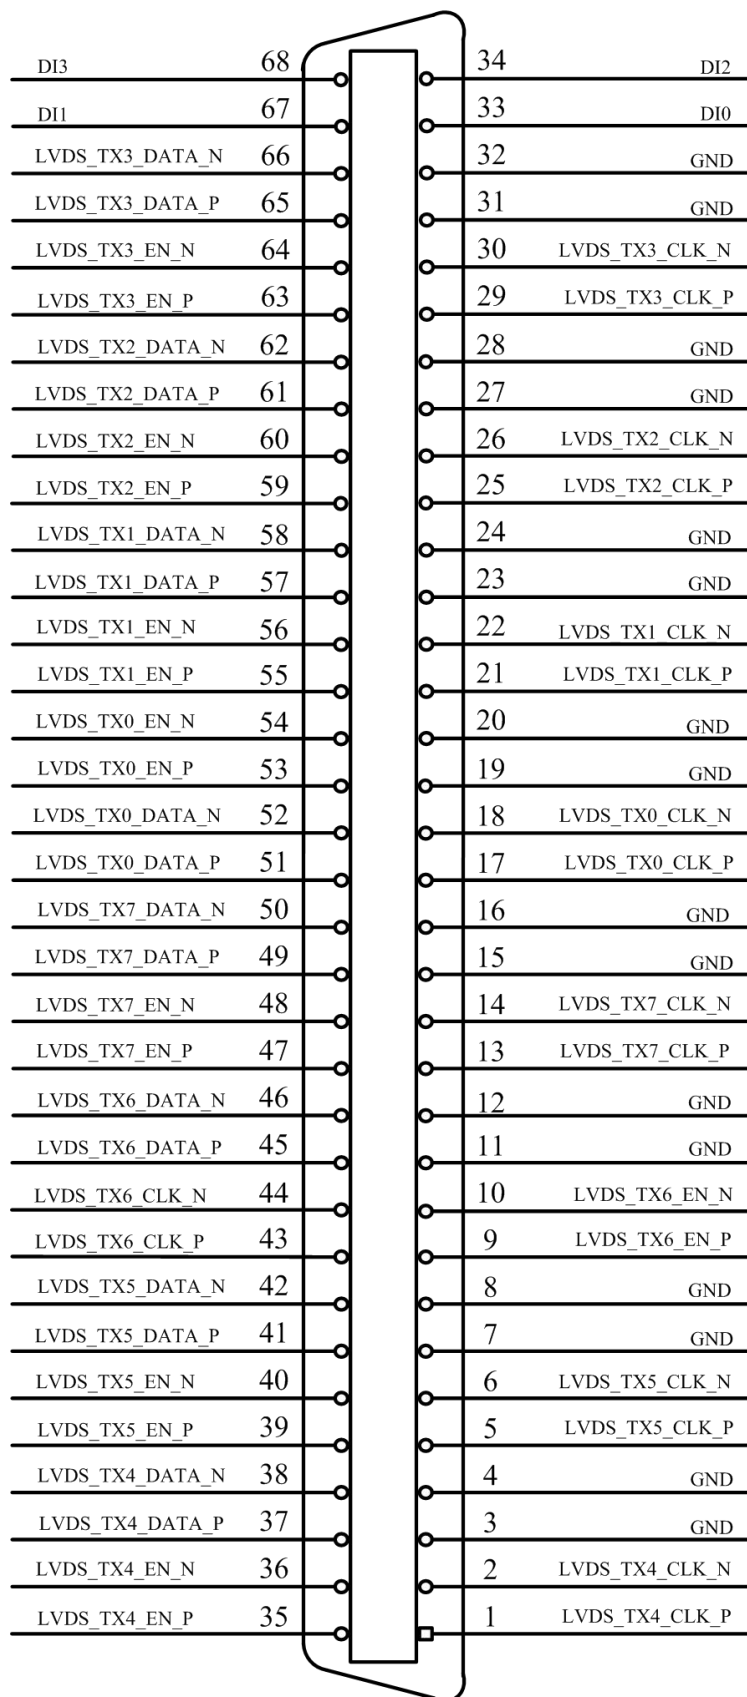 DI3 68 34 DI2
DI1 67 33 DI0
LVDS_TX3_DATA_N 66 32 GND
LVDS_TX3_DATA_P 65 31 GND
LVDS_TX3_EN_N 64 30 LVDS_TX3_CLK_N
LVDS_TX3_EN_P 63 29 LVDS_TX3_CLK_P
LVDS_TX2_DATA_N 62 28 GND
LVDS_TX2_DATA_P 61 27 GND
LVDS_TX2_EN_N 60 26 LVDS_TX2_CLK_N
LVDS_TX2_EN_P 59 25 LVDS_TX2_CLK_P
LVDS_TX1_DATA_N 58 24 GND
LVDS_TX1_DATA_P 57 23 GND
LVDS_TX1_EN_N 56 22 LVDS_TX1_CLK_N
LVDS_TX1_EN_P 55 21 LVDS_TX1_CLK_P
LVDS_TX0_EN_N 54 20 GND
LVDS_TX0_EN_P 53 19 GND
LVDS_TX0_DATA_N 52 18 LVDS_TX0_CLK_N
LVDS_TX0_DATA_P 51 17 LVDS_TX0_CLK_P
LVDS_TX7_DATA_N 50 16 GND
LVDS_TX7_DATA_P 49 15 GND
LVDS_TX7_EN_N 48 14 LVDS_TX7_CLK_N
LVDS_TX7_EN_P 47 13 LVDS_TX7_CLK_P
LVDS_TX6_DATA_N 46 12 GND
LVDS_TX6_DATA_P 45 11 GND
LVDS_TX6_CLK_N 44 10 LVDS_TX6_EN_N
LVDS_TX6_CLK_P 43 9 LVDS_TX6_EN_P
LVDS_TX5_DATA_N 42 8 GND
LVDS_TX5_DATA_P 41 7 GND
LVDS_TX5_EN_N 40 6 LVDS_TX5_CLK_N
LVDS_TX5_EN_P 39 5 LVDS_TX5_CLK_P
LVDS_TX4_DATA_N 38 4 GND
LVDS_TX4_DATA_P 37 3 GND
LVDS_TX4_EN_N 36 2 LVDS_TX4_CLK_N
LVDS_TX4_EN_P 35 1 LVDS_TX4_CLK_P